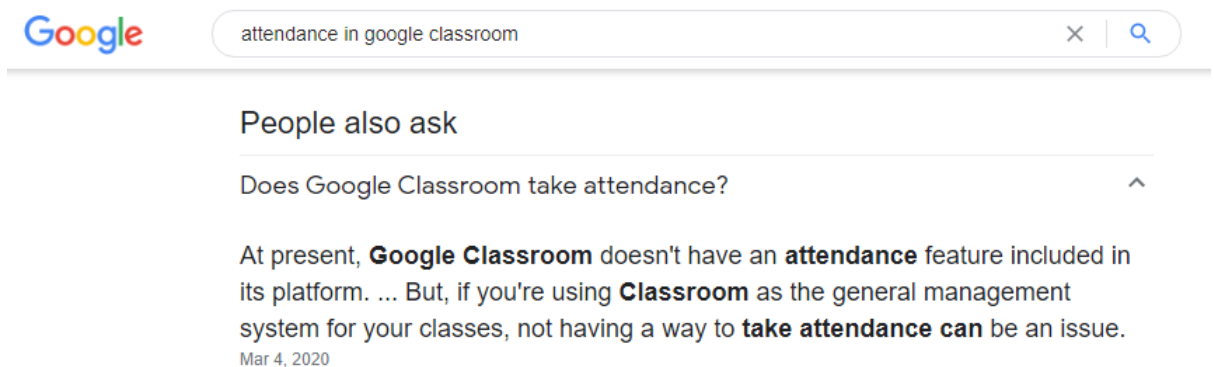 Google
attendance in google classroom
People also ask
Does Google Classroom take attendance?
At present, Google Classroom doesn't have an attendance feature included in
its platform. ... But, if you're using Classroom as the general management
system for your classes, not having a way to take attendance can be an issue.
Mar 4, 2020